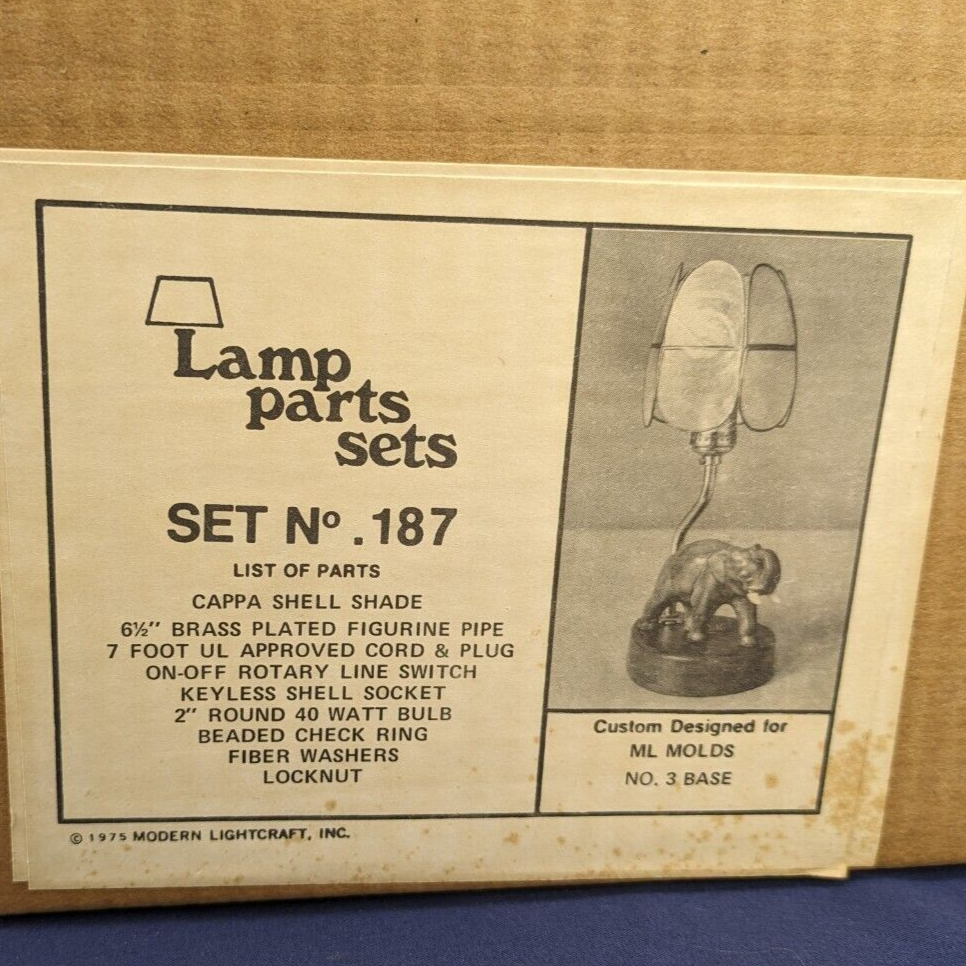 Lamp
parts
sets
SET Nº .187
LIST OF PARTS
CAPPA SHELL SHADE
6½" BRASS PLATED FIGURINE PIPE
7 FOOT UL APPROVED CORD & PLUG
ON-OFF ROTARY LINE SWITCH
KEYLESS SHELL SOCKET
2" ROUND 40 WATT BULB
BEADED CHECK RING
FIBER WASHERS
LOCKNUT
Custom Designed for
ML MOLDS
NO. 3 BASE
© 1975 MODERN LIGHTCRAFT, INC.